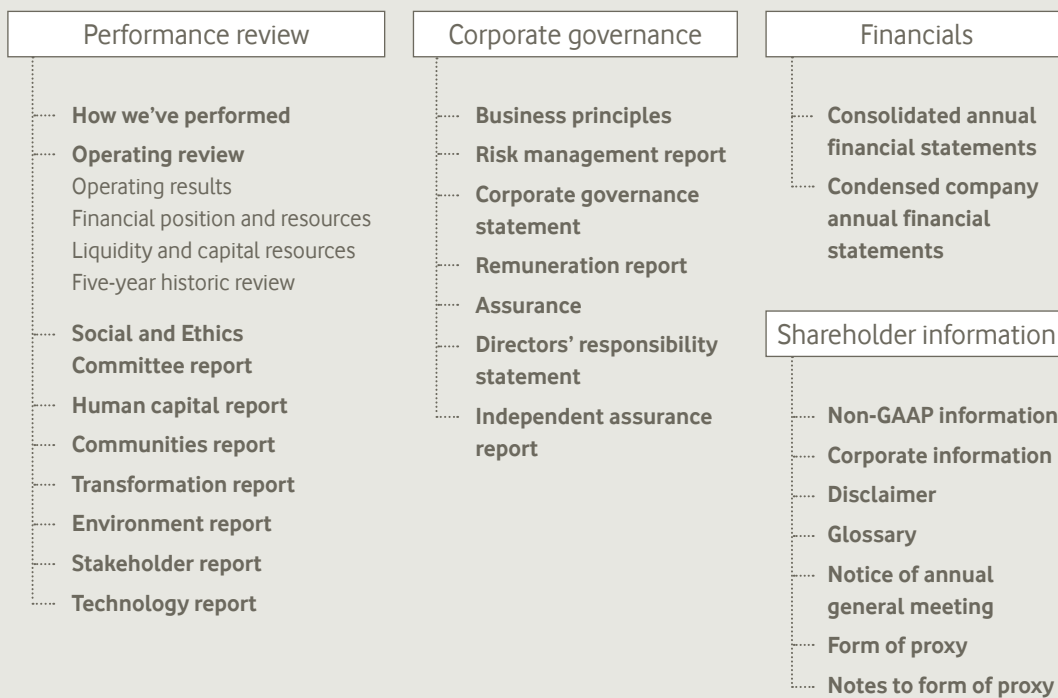 Performance review
How we've performed
Operating review
Operating results
Financial position and resources
Liquidity and capital resources
Five-year historic review
Social and Ethics
Committee report
Human capital report
Communities report
Transformation report
Environment report
Stakeholder report
Technology report
Corporate governance
Business principles
Risk management report
Corporate governance
statement
Remuneration report
Assurance
Directors' responsibility
statement
Independent assurance
report
Financials
Consolidated annual
financial statements
Condensed company
annual financial
statements
Shareholder information
Non-GAAP information
Corporate information
Disclaimer
Glossary
Notice of annual
general meeting
Form of proxy
Notes to form of proxy